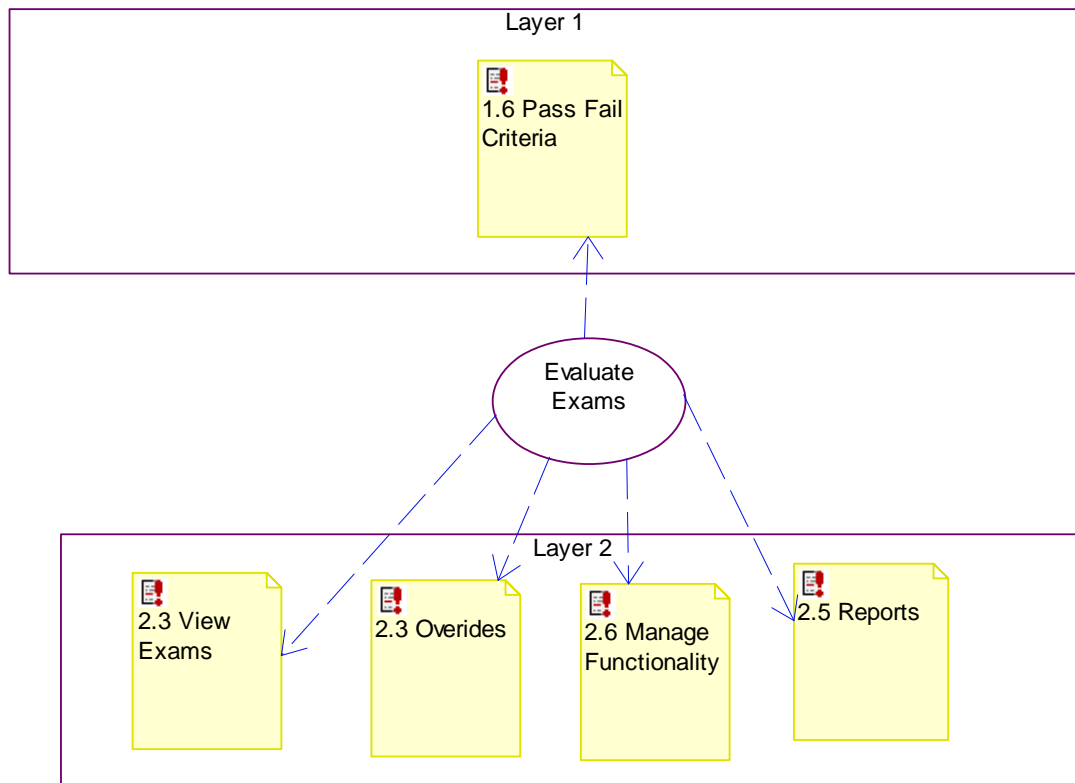 Layer 1
1.6 Pass Fail
Criteria
Evaluate
Exams
Layer 2
2.3 View
Exams
2.3 Overides
2.6 Manage
Functionality
2.5 Reports